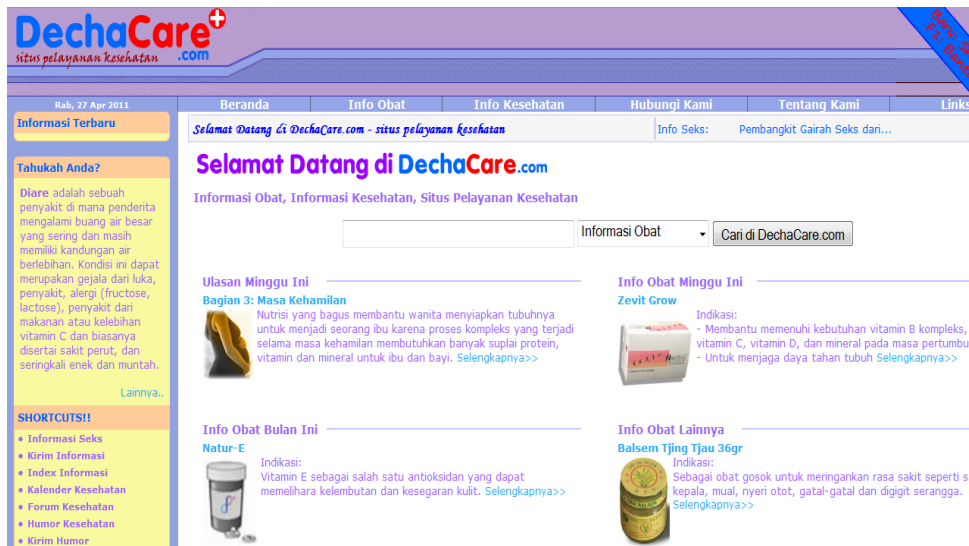 DechaCare
situs pelayanan kesehatan .com
Rab, 27 Apr 2011
Beranda Info Obat Info Kesehatan Hubungi Kami Tentang Kami Links
Informasi Terbaru
Selamat Datang di DechaCare.com - situs pelayanan kesehatan
Info Seks: Pembangkit Gairah Seks dari...
Tahukah Anda?
Diare adalah sebuah
penyakit di mana penderita
mengalami buang air besar
yang sering dan masih
memiliki kandungan air
berlebihan. Kondisi ini dapat
merupakan gejala dari luka,
penyakit, alergi (fructose,
lactose), penyakit dari
makanan atau kelebihan
vitamin C dan biasanya
disertai sakit perut, dan
seringkali enek dan muntah.
Lainnya..
SHORTCUTS!!
• Informasi Seks
• Kirim Informasi
• Index Informasi
• Kalender Kesehatan
• Forum Kesehatan
• Humor Kesehatan
• Kirim Humor
Selamat Datang di DechaCare.com
Informasi Obat, Informasi Kesehatan, Situs Pelayanan Kesehatan
Informasi Obat Cari di DechaCare.com
Ulasan Minggu Ini
Bagian 3: Masa Kehamilan
Nutrisi yang bagus membantu wanita menyiapkan tubuhnya
untuk menjadi seorang ibu karena proses kompleks yang terjadi
selama masa kehamilan membutuhkan banyak suplai protein,
vitamin dan mineral untuk ibu dan bayi. Selengkapnya>>
Info Obat Minggu Ini
Zevit Grow
Indikasi:
- Membantu memenuhi kebutuhan vitamin B kompleks,
vitamin C, vitamin D, dan mineral pada masa pertumbu
- Untuk menjaga daya tahan tubuh Selengkapnya>>
Info Obat Bulan Ini
Natur-E
Indikasi:
Vitamin E sebagai salah satu antioksidan yang dapat
memelihara kelembutan dan kesegaran kulit. Selengkapnya>>
Info Obat Lainnya
Balsem Tjing Tjau 36gr
Indikasi:
Sebagai obat gosok untuk meringankan rasa sakit seperti s
kepala, mual, nyeri otot, gatal-gatal dan digigit serangga.
Selengkapnya>>